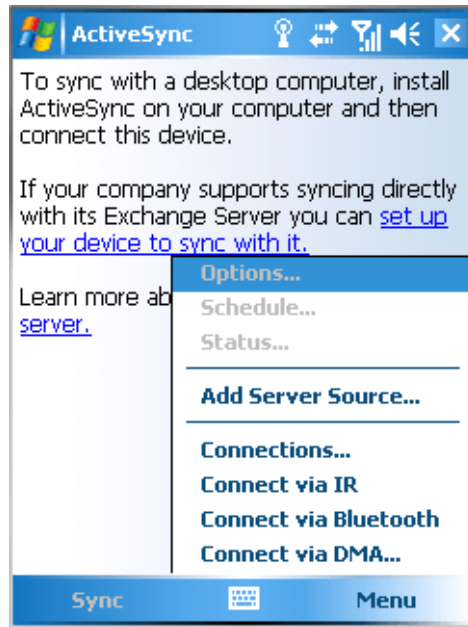 ActiveSync
To sync with a desktop computer, install
ActiveSync on your computer and then
connect this device.
If your company supports syncing directly
with its Exchange Server you can set up
your device to sync with it.
Learn more ab
server.
Options...
Schedule...
Status...
Add Server Source...
Connections...
Connect via IR
Connect via Bluetooth
Connect via DMA...
Sync
Menu